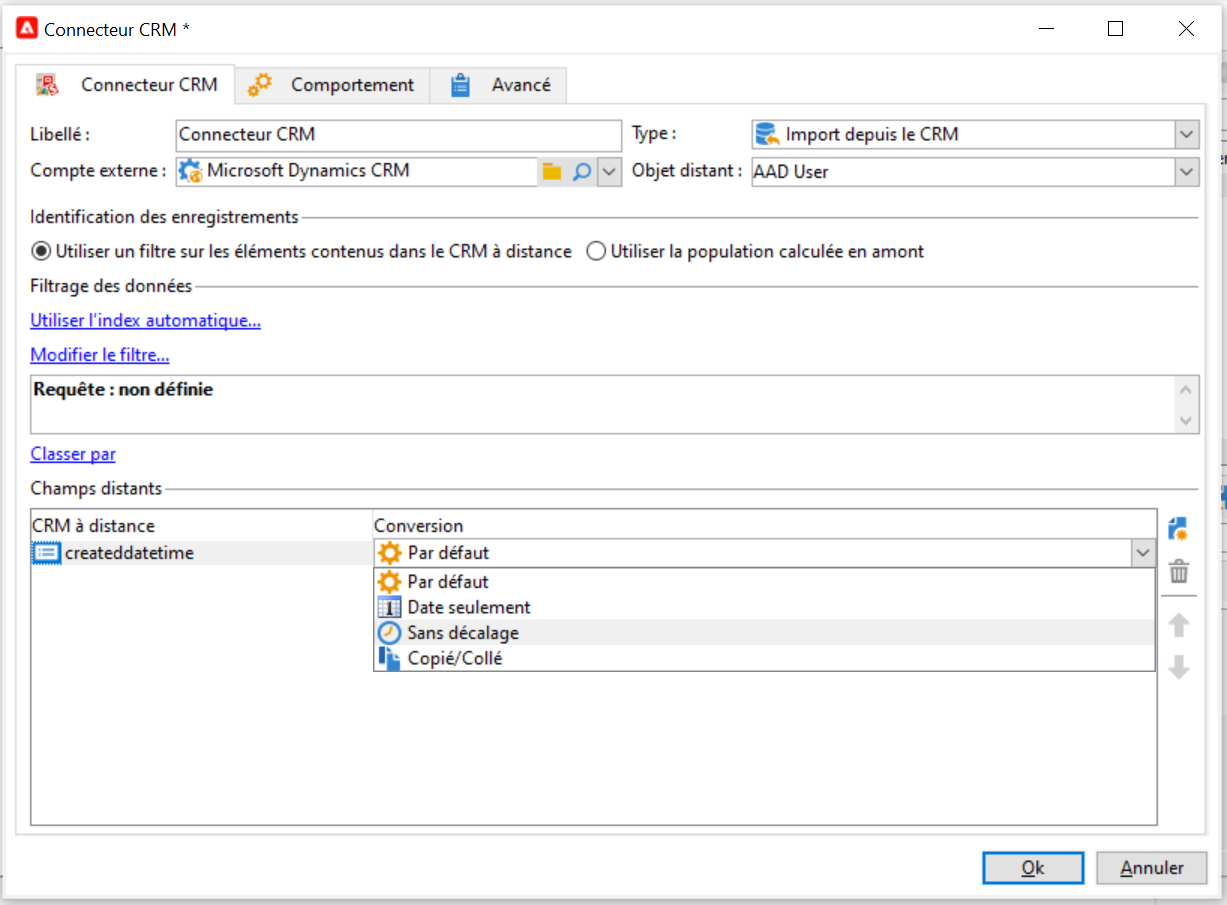 Connecteur CRM *
Connecteur CRM Comportement Avancé
Libellé : Connecteur CRM Type : Import depuis le CRM
Compte externe : Microsoft Dynamics CRM Objet distant : AAD User
Identification des enregistrements
Utiliser un filtre sur les éléments contenus dans le CRM à distance Utiliser la population calculée en amont
Filtrage des données
Utiliser l'index automatique...
Modifier le filtre...
Requête : non définie
Classer par
Champs distants
CRM à distance Conversion
createddatetime Par défaut
Par défaut
Date seulement
Sans décalage
Copié/Collé
Ok Annuler